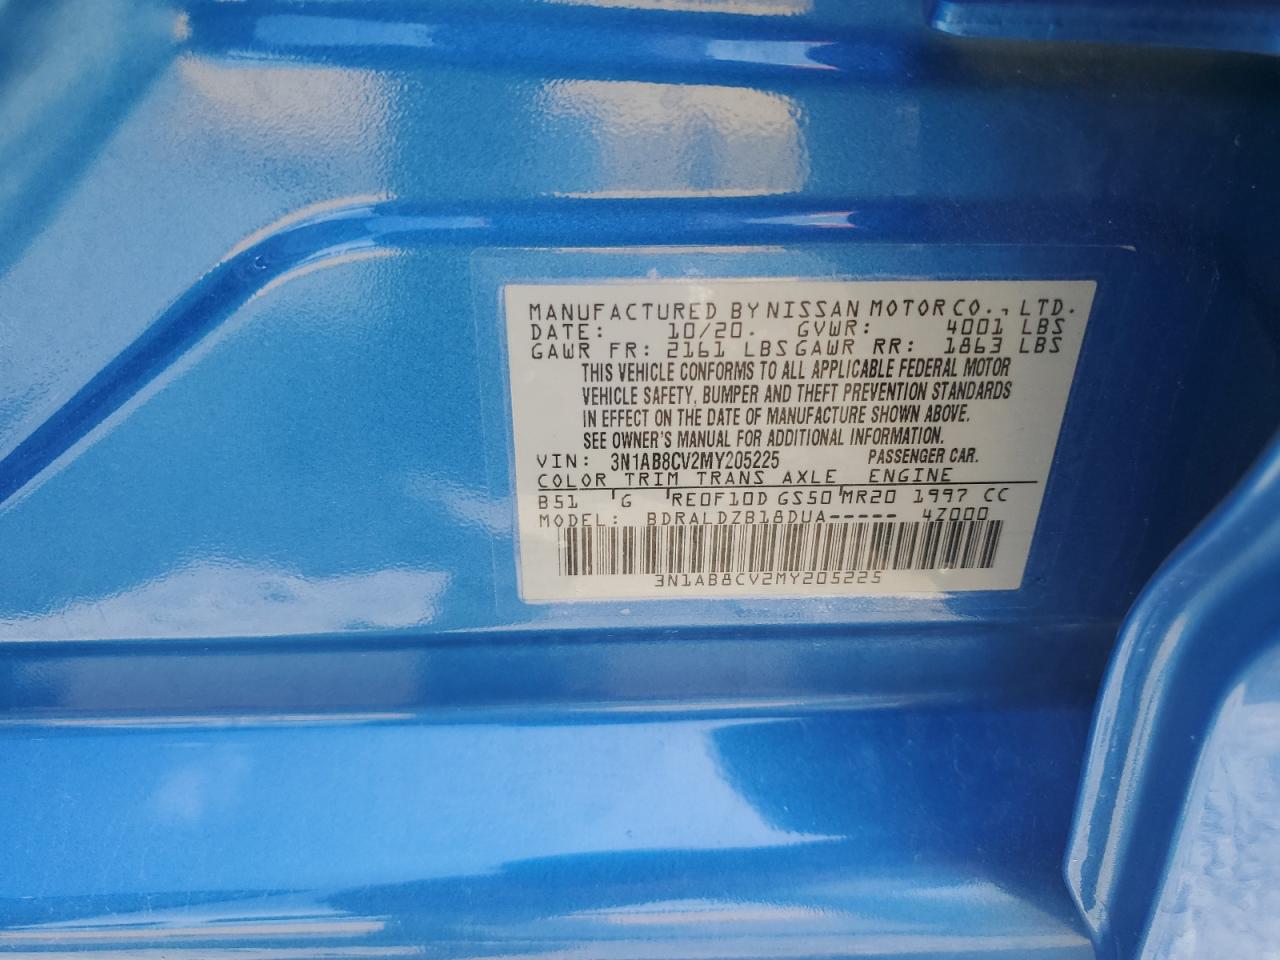 MANUFACTURED BY NISSAN MOTOR CO., LTD.
DATE: 10/20. GVWR: 4001 LBS
GAWR FR: 2161 LBS GAWR RR: 1863 LBS
THIS VEHICLE CONFORMS TO ALL APPLICABLE FEDERAL MOTOR
VEHICLE SAFETY, BUMPER AND THEFT PREVENTION STANDARDS
IN EFFECT ON THE DATE OF MANUFACTURE SHOWN ABOVE.
SEE OWNER'S MANUAL FOR ADDITIONAL INFORMATION.
VIN: 3N1AB8CV2MY205225 PASSENGER CAR.
COLOR TRIM TRANS AXLE ENGINE
B51 G RE0F10D GS50 MR20 1997 CC
MODEL: BDRALDZB18DUA----- 4Z000
3N1AB8CV2MY205225